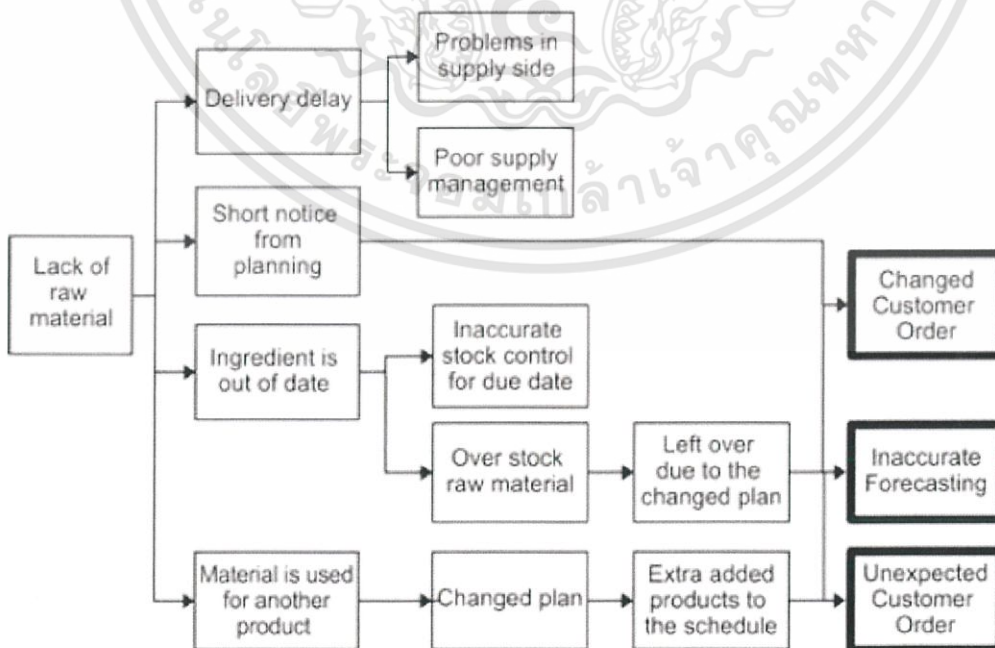 Problems in
supply side
Delivery delay
Poor supply
management
Short notice
from
planning
Lack of
raw
material
Changed
Customer
Order
Ingredient is
out of date
Inaccurate
stock control
for due date
Over stock
raw material
Left over
due to the
changed plan
Inaccurate
Forecasting
Material is used
for another
product
Changed plan
Extra added
products to
the schedule
Unexpected
Customer
Order